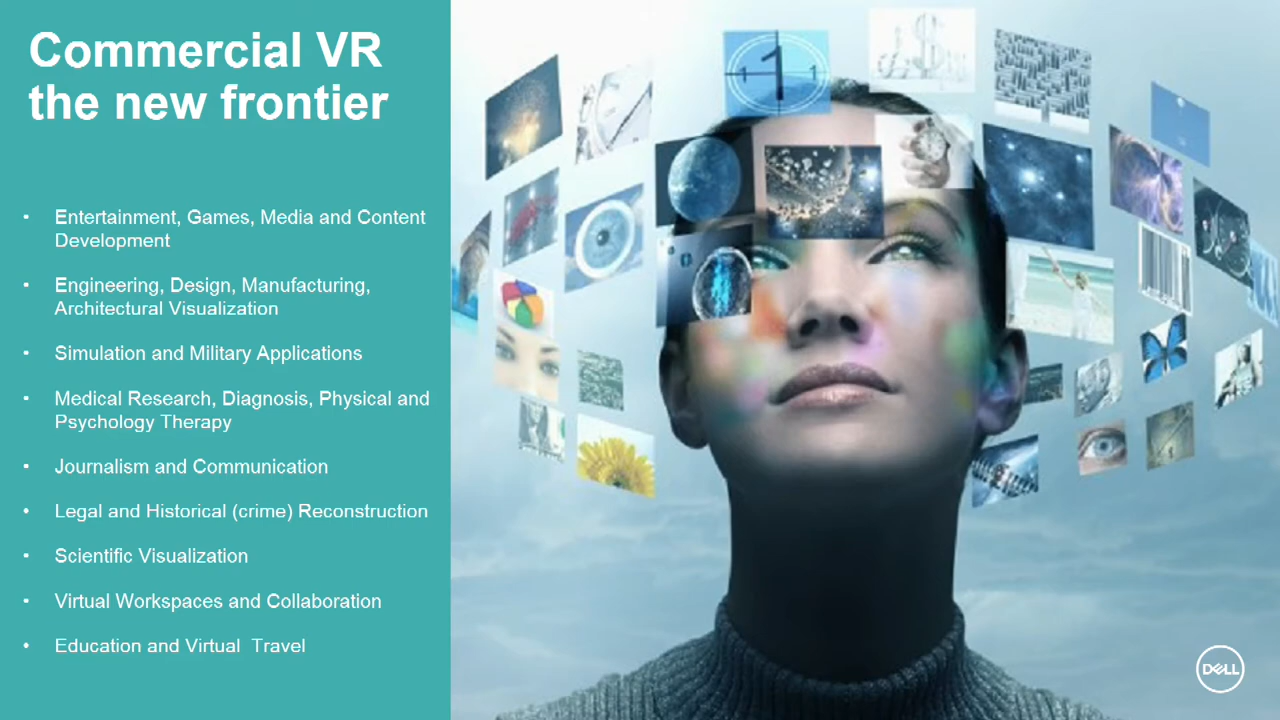 Commercial VR
the new frontier
• Entertainment, Games, Media and Content
Development
• Engineering, Design, Manufacturing,
Architectural Visualization
• Simulation and Military Applications
• Medical Research, Diagnosis, Physical and
Psychology Therapy
• Journalism and Communication
• Legal and Historical (crime) Reconstruction
• Scientific Visualization
• Virtual Workspaces and Collaboration
• Education and Virtual  Travel
1
DELL